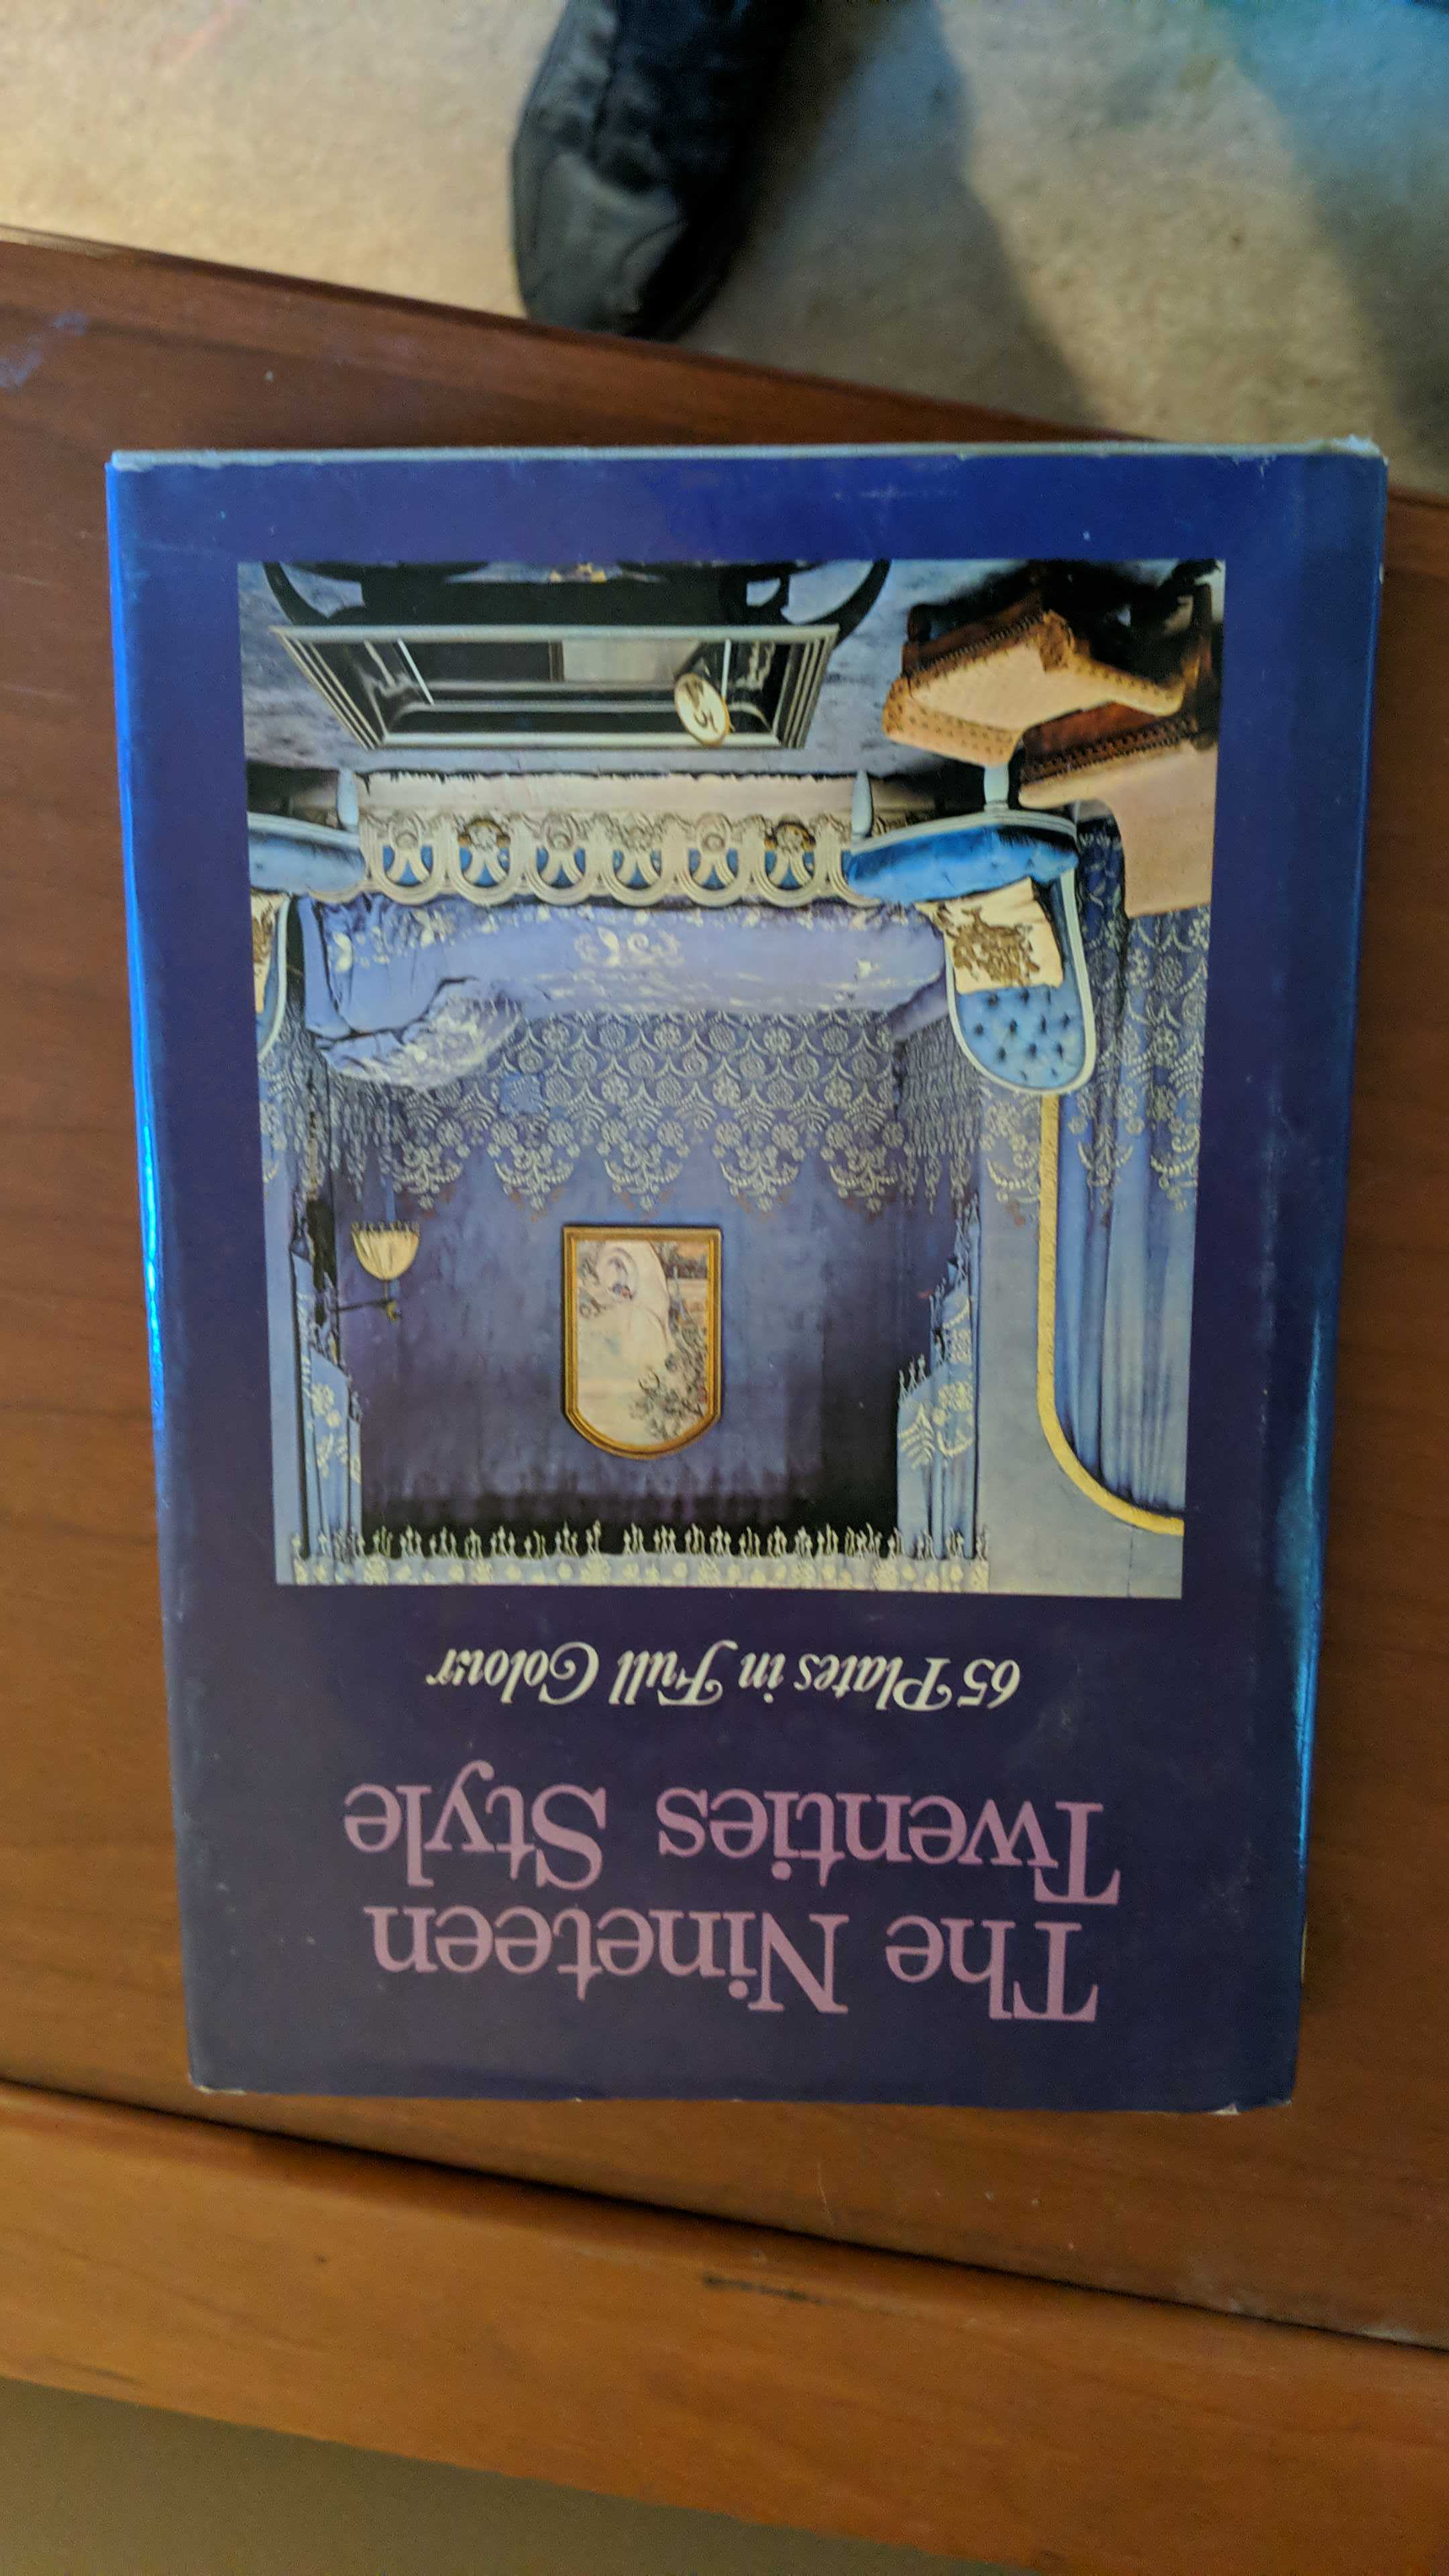 The Nineteen
Twenties Style
65 Plates in Full Colour